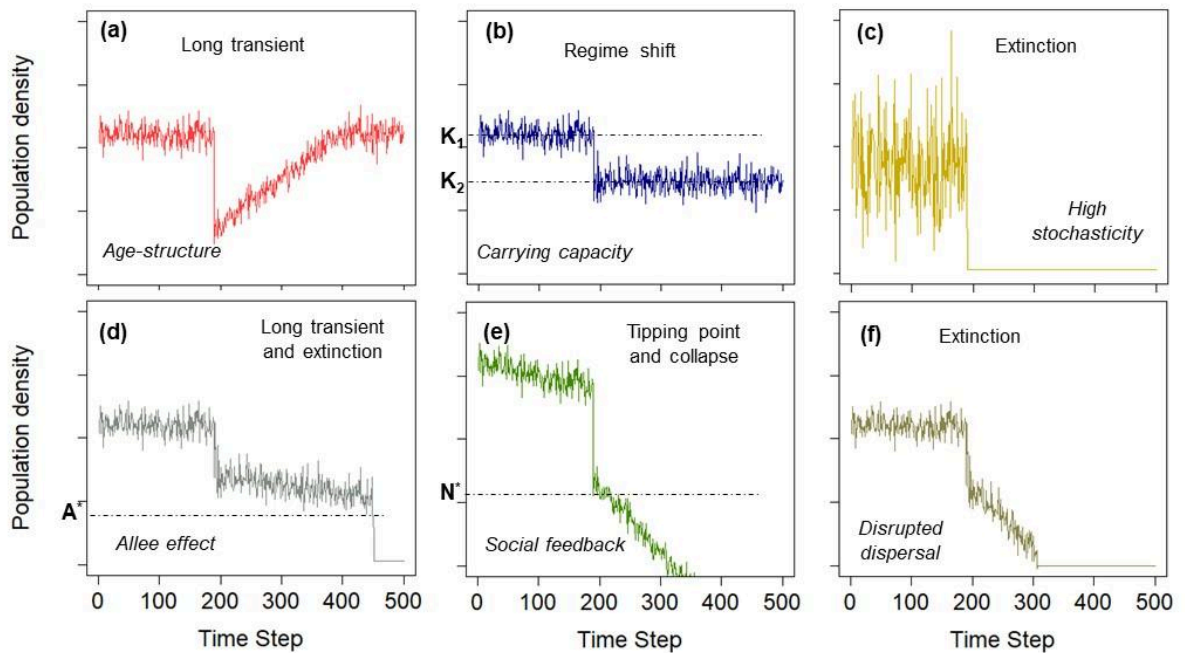 (a)
Long transient
Age-structure
Population density
(b)
Regime shift
K1
K2
Carrying capacity
(c)
Extinction
High
stochasticity
(d)
Long transient
and extinction
A*
Allee effect
Population density
0 100 200 300 400 500
Time Step
(e)
Tipping point
and collapse
N*
Social feedback
0 100 200 300 400 500
Time Step
(f)
Extinction
Disrupted
dispersal
0 100 200 300 400 500
Time Step